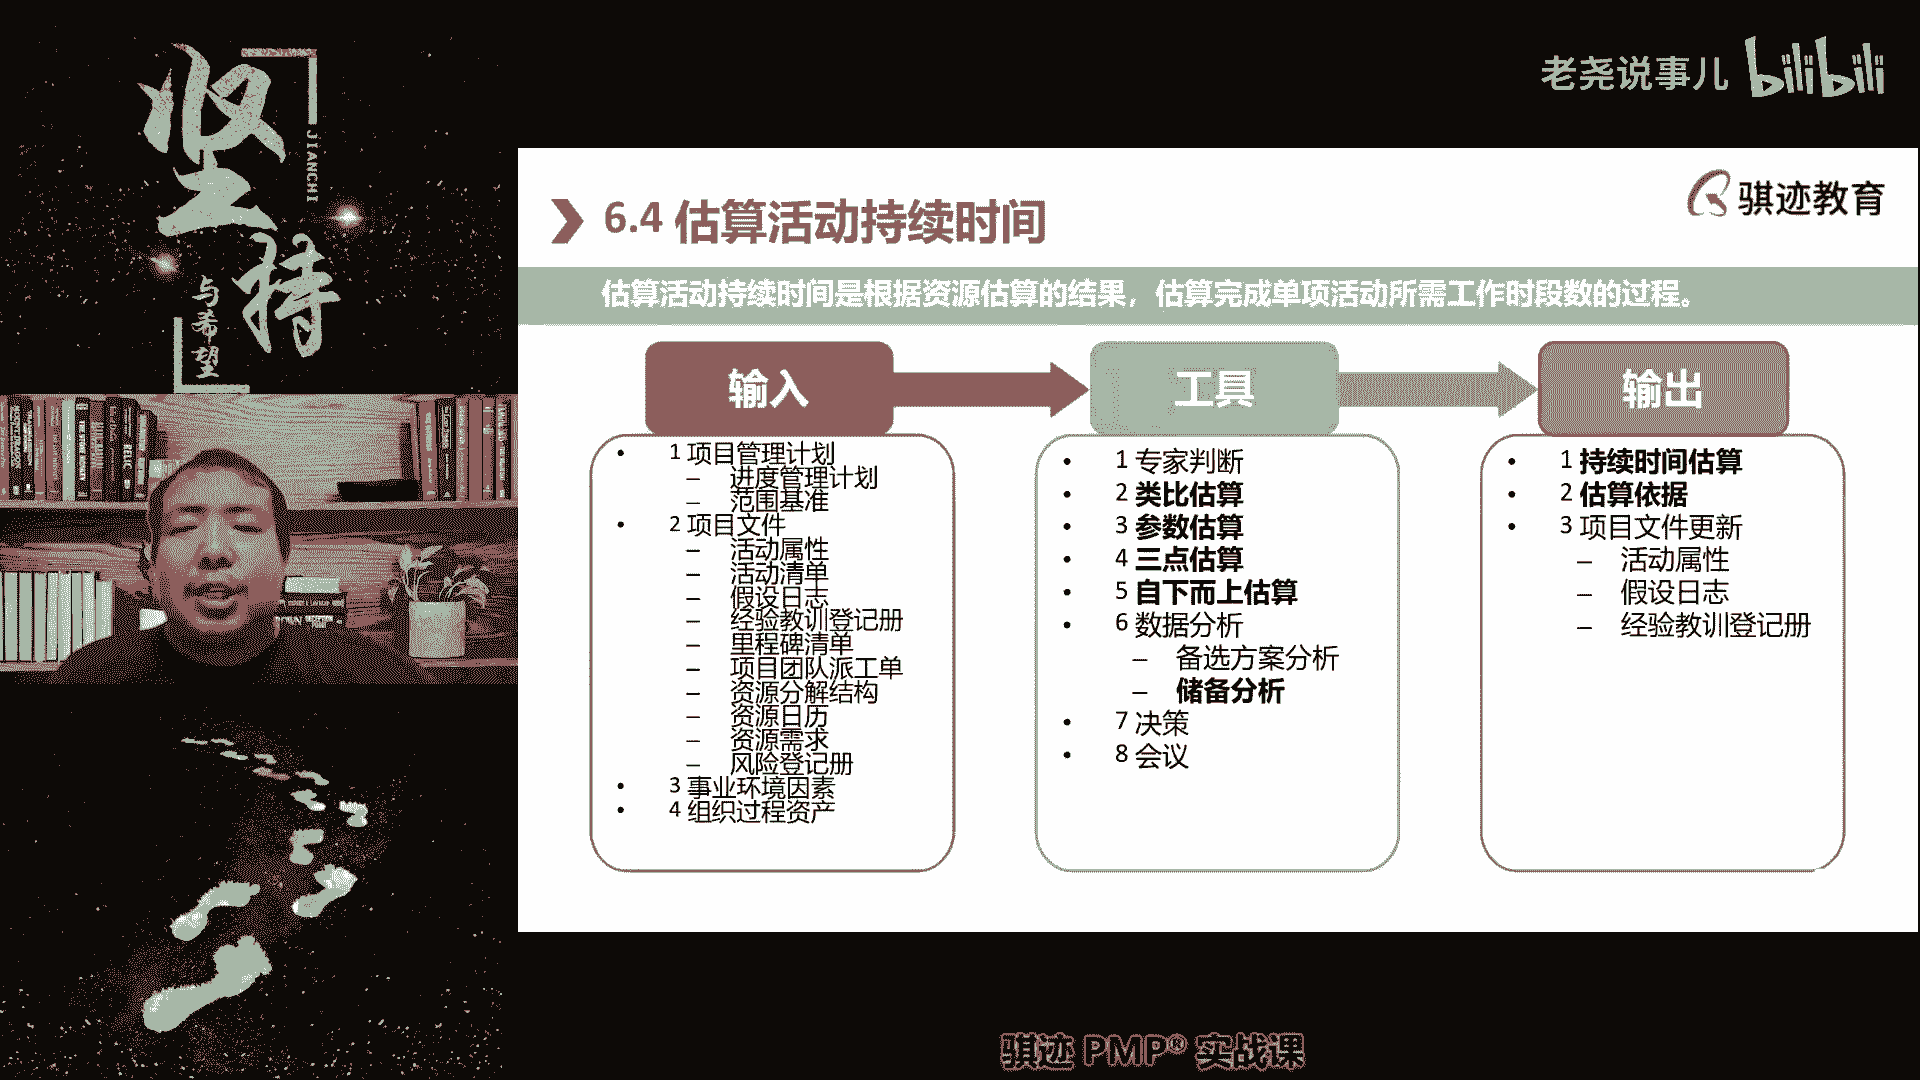 坚持
JIANCHI
与希望
老尧说事儿 bilibili
骐迹教育
6.4 估算活动持续时间
估算活动持续时间是根据资源估算的结果，估算完成单项活动所需工作时段数的过程。
输入
• 1 项目管理计划
– 进度管理计划
– 范围基准
• 2 项目文件
– 活动属性
– 活动清单
– 假设日志
– 经验教训登记册
– 里程碑清单
– 项目团队派工单
– 资源分解结构
– 资源日历
– 资源需求
– 风险登记册
• 3 事业环境因素
• 4 组织过程资产
工具
• 1 专家判断
• 2 类比估算
• 3 参数估算
• 4 三点估算
• 5 自下而上估算
• 6 数据分析
– 备选方案分析
– 储备分析
• 7 决策
• 8 会议
输出
• 1 持续时间估算
• 2 估算依据
• 3 项目文件更新
– 活动属性
– 假设日志
– 经验教训登记册
骐迹 PMP® 实战课